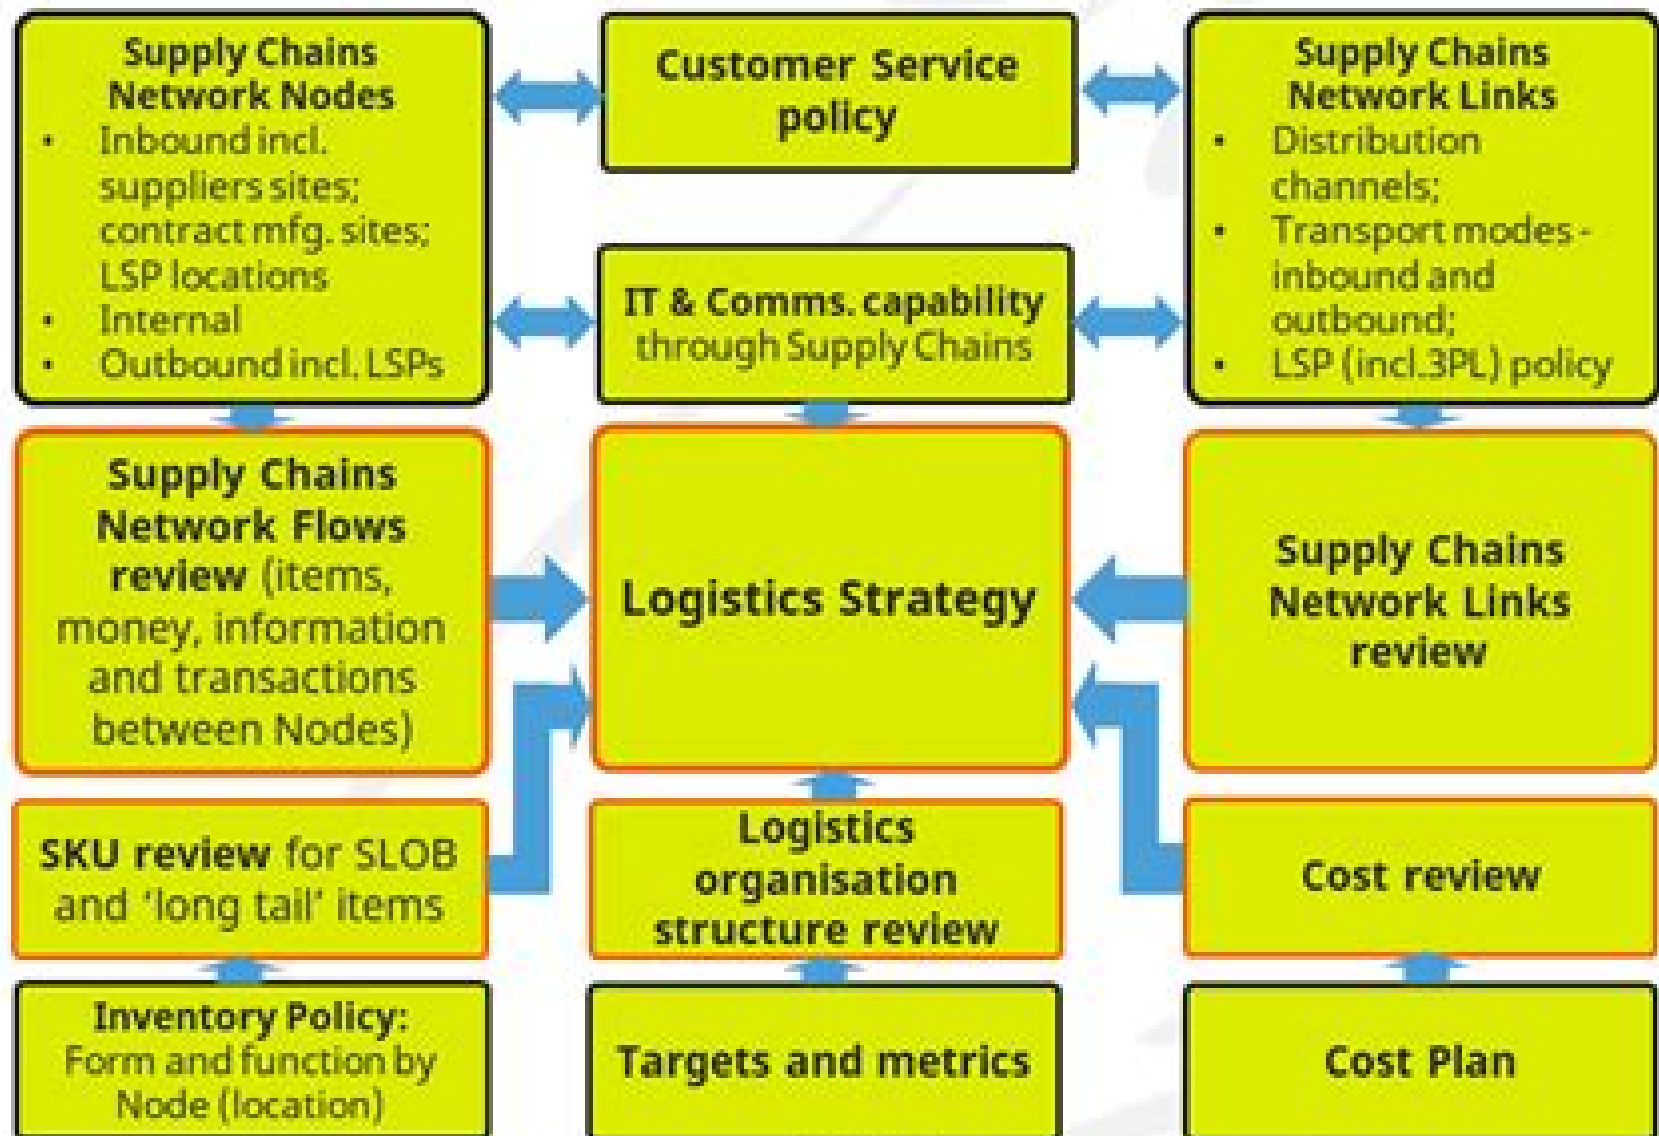 Supply Chains
Network Nodes
• Inbound incl.
suppliers sites;
contract mfg. sites;
LSP locations
• Internal
• Outbound incl. LSPs
Customer Service
policy
Supply Chains
Network Links
• Distribution
channels;
• Transport modes -
inbound and
outbound;
• LSP (incl.3PL) policy
IT & Comms. capability
through Supply Chains
Supply Chains
Network Flows
review (items,
money, information
and transactions
between Nodes)
Logistics Strategy
Supply Chains
Network Links
review
SKU review for SLOB
and ‘long tail’ items
Logistics
organisation
structure review
Cost review
Inventory Policy:
Form and function by
Node (location)
Targets and metrics
Cost Plan